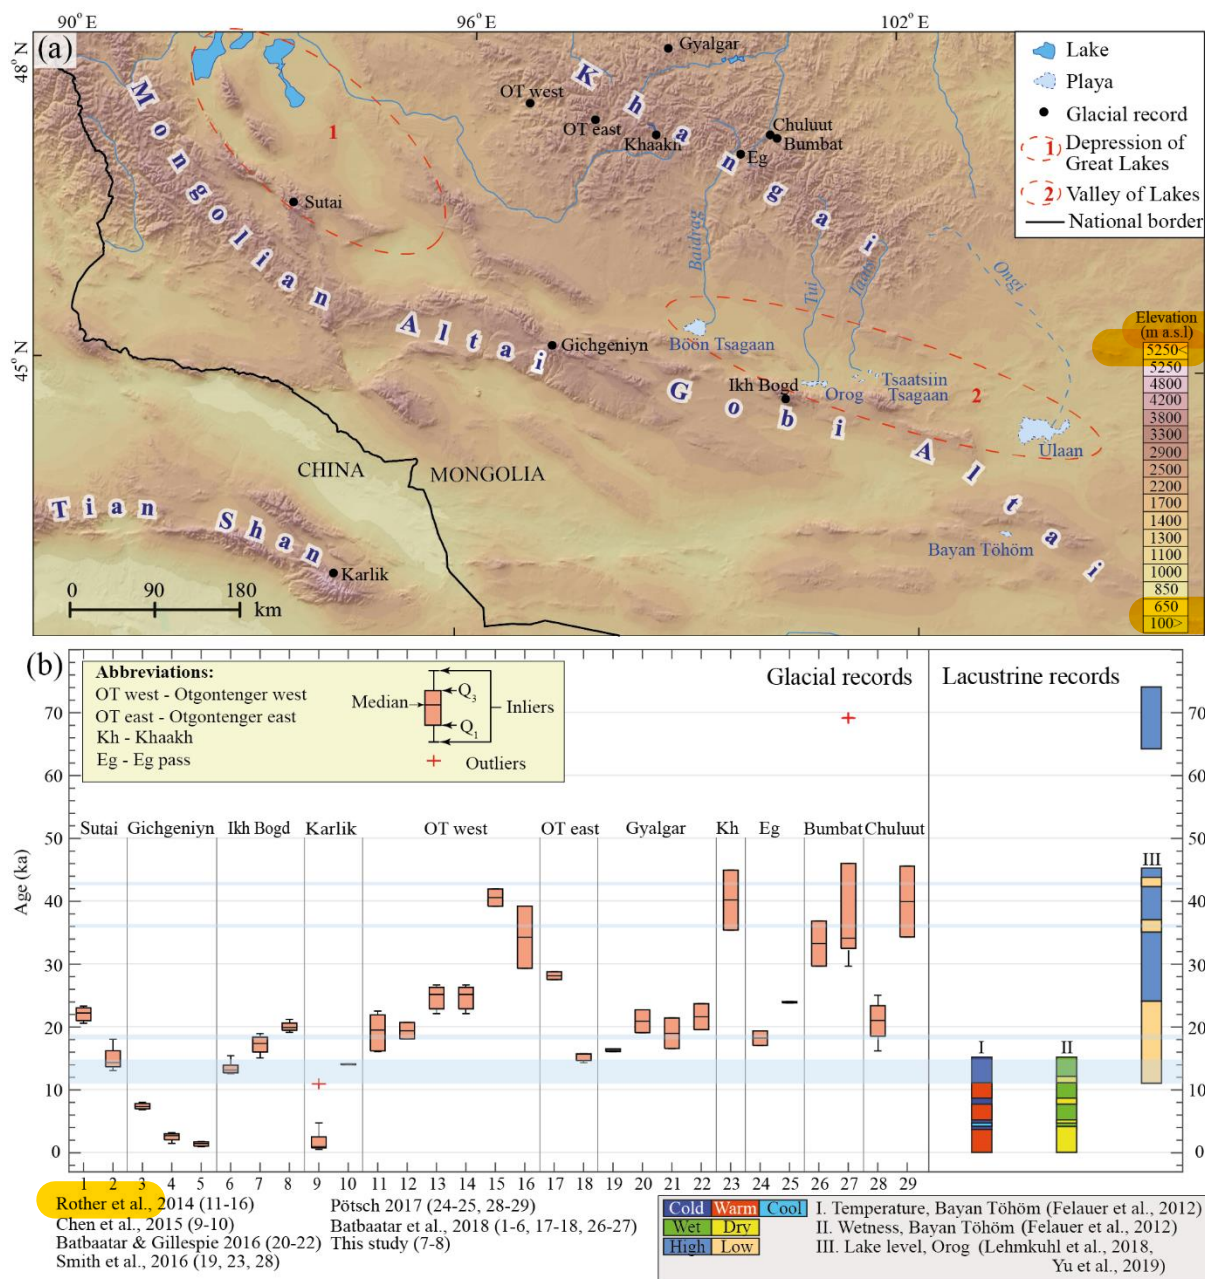 90° E
96° E
102° E
(a)
48° N
45° N
Gyalgar
OT west
OT east
Khaakh
Chuluut
Bumbat
Eg
Khangai
Mongolian Altai
Sutai
1
Baidrag
Tui
Taats
Ongi
Gichgeniyn
Böön Tsagaan
Ikh Bogd
Orog
Tsaatsiin
Tsagaan
2
Ulaan
Gobi Altai
CHINA
MONGOLIA
Tian Shan
Karlik
Bayan Töhöm
0 90 180
km
Lake
Playa
Glacial record
1 Depression of
Great Lakes
2 Valley of Lakes
National border
Elevation
(m a.s.l)
5250<
5250
4800
4200
3800
3300
2900
2500
2200
1700
1400
1300
1100
1000
850
650
100>
(b)
Abbreviations:
OT west - Otgontenger west
OT east - Otgontenger east
Kh - Khaakh
Eg - Eg pass
Median
Q3
Q1
Inliers
Outliers
Glacial records
Lacustrine records
Age (ka)
70
60
50
40
30
20
10
0
70
60
50
40
30
20
10
0
Sutai Gichgeniyn Ikh Bogd Karlik OT west OT east Gyalgar Kh Eg Bumbat Chuluut
III
I II
1 2 3 4 5 6 7 8 9 10 11 12 13 14 15 16 17 18 19 20 21 22 23 24 25 26 27 28 29
Rother et al., 2014 (11-16)
Chen et al., 2015 (9-10)
Batbaatar & Gillespie 2016 (20-22)
Smith et al., 2016 (19, 23, 28)
Pötsch 2017 (24-25, 28-29)
Batbaatar et al., 2018 (1-6, 17-18, 26-27)
This study (7-8)
Cold Warm Cool
Wet Dry
High Low
I. Temperature, Bayan Töhöm (Felauer et al., 2012)
II. Wetness, Bayan Töhöm (Felauer et al., 2012)
III. Lake level, Orog (Lehmkuhl et al., 2018,
Yu et al., 2019)